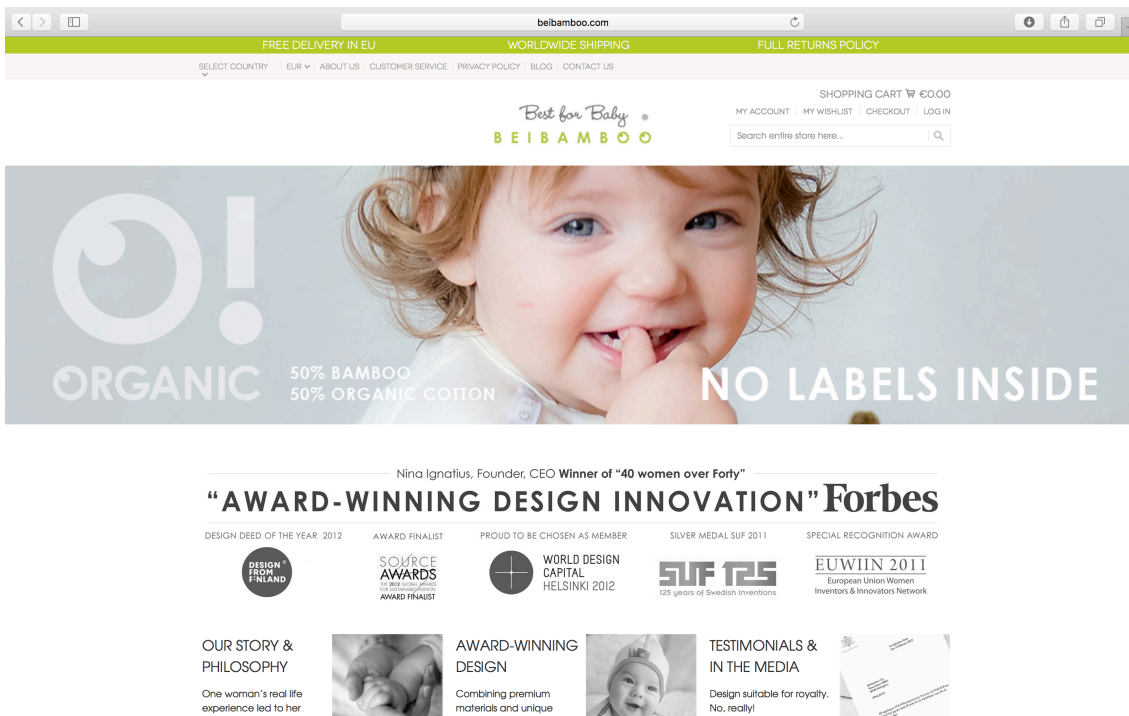 beibamboo.com
FREE DELIVERY IN EU WORLDWIDE SHIPPING FULL RETURNS POLICY
SELECT COUNTRY EUR ABOUT US CUSTOMER SERVICE PRIVACY POLICY BLOG CONTACT US
SHOPPING CART €0.00
MY ACCOUNT MY WISHLIST CHECKOUT LOG IN
Best for Baby ®
BEIBAMBOO
Search entire store here...
O!
ORGANIC
50% BAMBOO
50% ORGANIC COTTON
NO LABELS INSIDE
Nina Ignatius, Founder, CEO Winner of “40 women over Forty”
“AWARD-WINNING DESIGN INNOVATION” Forbes
DESIGN DEED OF THE YEAR 2012
DESIGN ®
FROM
FINLAND
AWARD FINALIST
SOURCE
AWARDS
THE 2012 GLOBAL AWARDS
FOR SUSTAINABLE FASHION
AWARD FINALIST
PROUD TO BE CHOSEN AS MEMBER
WORLD DESIGN
CAPITAL
HELSINKI 2012
SILVER MEDAL SUF 2011
SUF 125
125 years of Swedish Inventions
SPECIAL RECOGNITION AWARD
EUWIIN 2011
European Union Women
Inventors & Innovators Network
OUR STORY &
PHILOSOPHY
One woman’s real life
experience led to her
AWARD-WINNING
DESIGN
Combining premium
materials and unique
TESTIMONIALS &
IN THE MEDIA
Design suitable for royalty.
No, really!